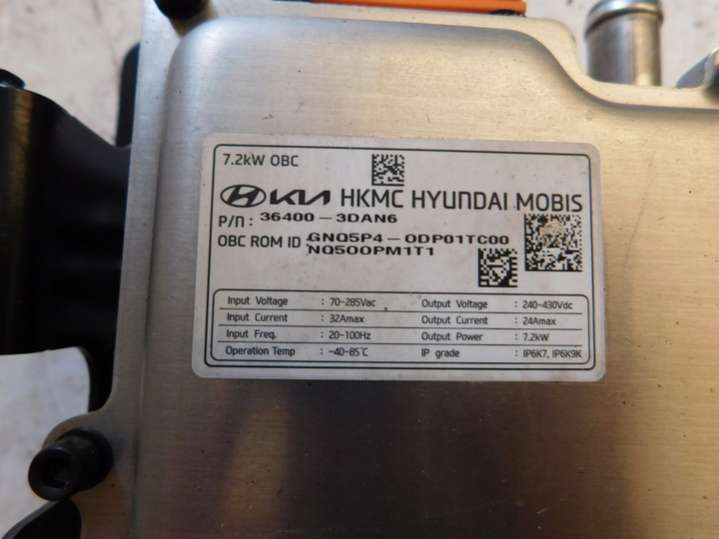 7.2kW OBC
KIA HKMC HYUNDAI MOBIS
P/N : 36400-3DAN6
OBC ROM ID GNQ5P4-ODP01TC00
NQ500PM1T1
Input Voltage : 70-285Vac Output Voltage : 240-430Vdc
Input Current : 32Amax Output Current : 24Amax
Input Freq. : 20-100Hz Output Power : 7.2kW
Operation Temp : -40-85℃ IP grade : IP6K7, IP6K9K